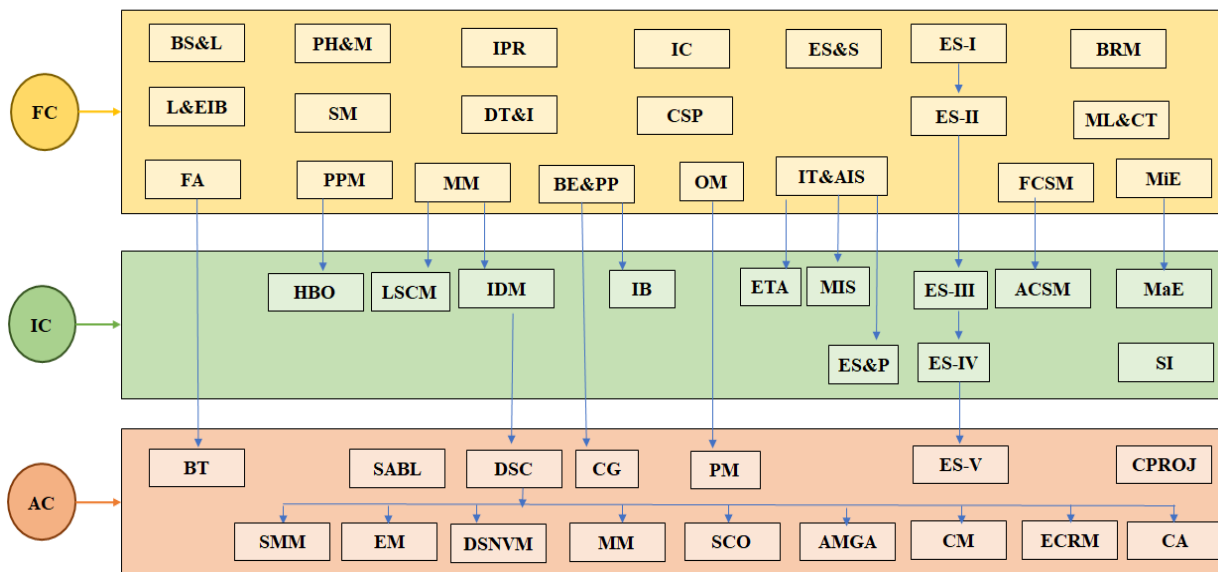 BS&L PH&M IPR IC ES&S ES-I BRM
FC
L&EIB SM DT&I CSP ES-II ML&CT
FA PPM MM BE&PP OM IT&AIS FCSM MiE
HBO LSCM IDM IB ETA MIS ES-III ACSM MaE
IC
ES&P ES-IV SI
BT SABL DSC CG PM ES-V CPROJ
AC
SMM EM DSNVM MM SCO AMGA CM ECRM CA